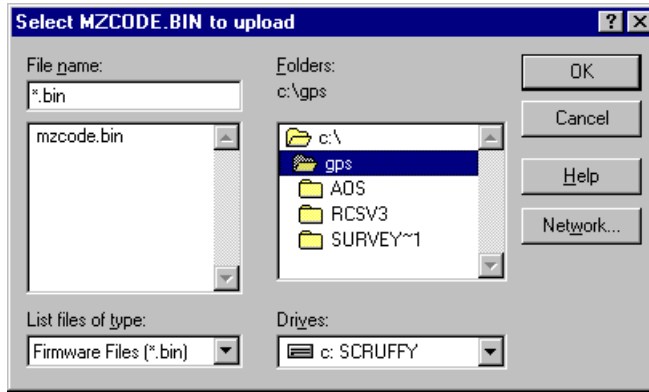 Select MZCODE.BIN to upload
File name:
*.bin
mzcode.bin
List files of type:
Firmware Files (*.bin)
Folders:
c:\gps
c:\
gps
AOS
RCSV3
SURVEY~1
Drives:
c: SCRUFFY
OK
Cancel
Help
Network...